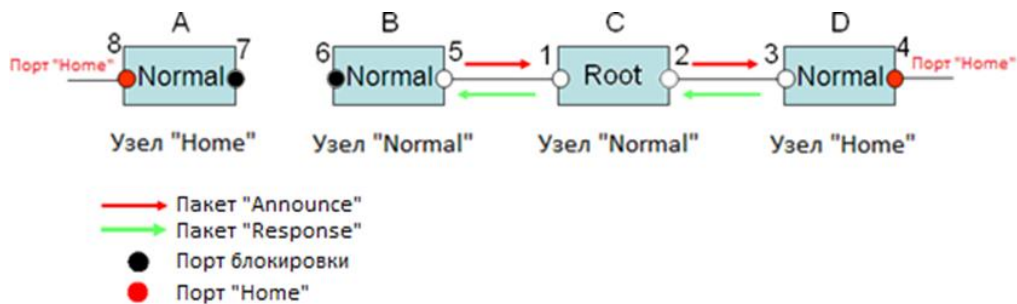 A B C D
8 7 6 5 1 2 3 4
Порт "Home" Normal Normal Root Normal Порт "Home"
Узел "Home" Узел "Normal" Узел "Normal" Узел "Home"
Пакет "Announce"
Пакет "Response"
Порт блокировки
Порт "Home"